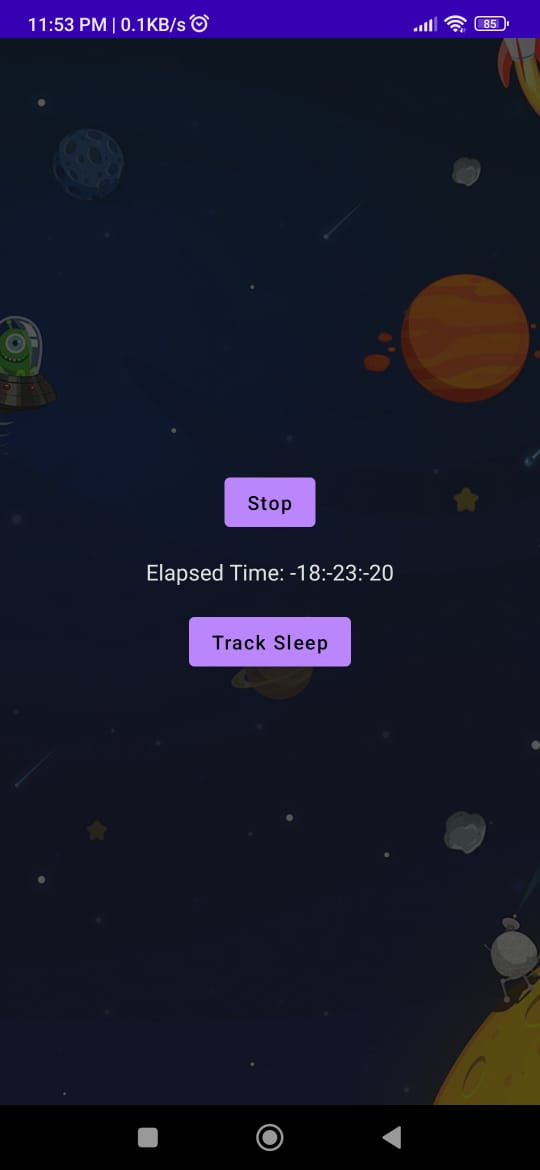 11:53 PM | 0.1KB/s
85
Stop
Elapsed Time: -18:-23:-20
Track Sleep